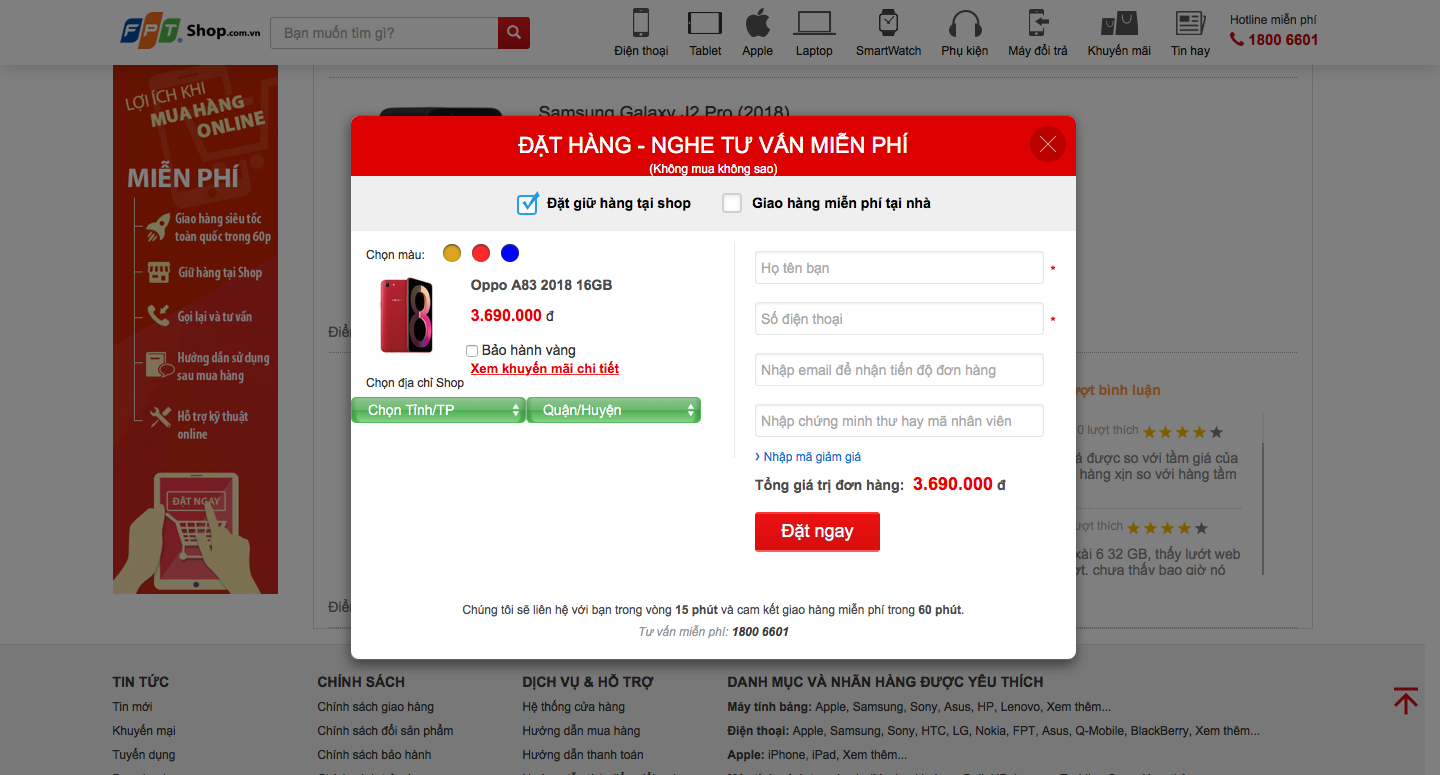 FPT Shop.com.vn
Bạn muốn tìm gì?
Điện thoại
Tablet
Apple
Laptop
SmartWatch
Phụ kiện
Máy đổi trả
Khuyến mãi
Tin hay
Hotline miễn phí
1800 6601
LỢI ÍCH KHI
MUA HÀNG
ONLINE
MIỄN PHÍ
Giao hàng siêu tốc
toàn quốc trong 60p
Giữ hàng tại Shop
Gọi lại và tư vấn
Hướng dẫn sử dụng
sau mua hàng
Hỗ trợ kỹ thuật
online
ĐẶT NGAY
Samsung Galaxy J2 Pro (2018)
ĐẶT HÀNG - NGHE TƯ VẤN MIỄN PHÍ
(Không mua không sao)
Đặt giữ hàng tại shop
Giao hàng miễn phí tại nhà
Chọn màu:
Oppo A83 2018 16GB
3.690.000 đ
Bảo hành vàng
Xem khuyến mãi chi tiết
Chọn địa chỉ Shop
Chọn Tỉnh/TP
Quận/Huyện
Họ tên bạn *
Số điện thoại *
Nhập email để nhận tiến độ đơn hàng
Nhập chứng minh thư hay mã nhân viên
› Nhập mã giảm giá
Tổng giá trị đơn hàng: 3.690.000 đ
Đặt ngay
Chúng tôi sẽ liên hệ với bạn trong vòng 15 phút và cam kết giao hàng miễn phí trong 60 phút.
Tư vấn miễn phí: 1800 6601
bình luận
0 lượt thích
được so với tầm giá của
hàng xịn so với hàng tầm
thích
xài 6 32 GB, thấy lướt web
chưa thấy bao giờ nó
TIN TỨC
Tin mới
Khuyến mại
Tuyển dụng
CHÍNH SÁCH
Chính sách giao hàng
Chính sách đổi sản phẩm
Chính sách bảo hành
DỊCH VỤ & HỖ TRỢ
Hệ thống cửa hàng
Hướng dẫn mua hàng
Hướng dẫn thanh toán
DANH MỤC VÀ NHÃN HÀNG ĐƯỢC YÊU THÍCH
Máy tính bảng: Apple, Samsung, Sony, Asus, HP, Lenovo, Xem thêm...
Điện thoại: Apple, Samsung, Sony, HTC, LG, Nokia, FPT, Asus, Q-Mobile, BlackBerry, Xem thêm...
Apple: iPhone, iPad, Xem thêm...